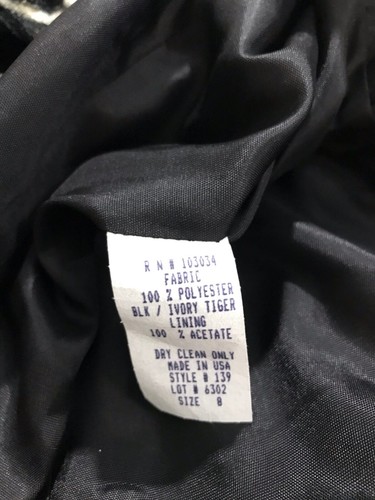 R N # 103034
FABRIC
100 % POLYESTER
BLK / IVORY TIGER
LINING
100 % ACETATE
DRY CLEAN ONLY
MADE IN USA
STYLE # 139
LOT # 6302
SIZE 8